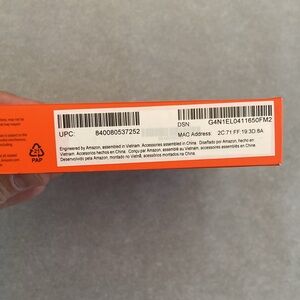 DSN: G4N1EL0411650FM2
UPC: 840080537252
MAC Address: 2C:71:FF:19:3D:8A
Engineered by Amazon, assembled in Vietnam. Accessories assembled in China. Diseñado por Amazon, hecho en
Vietnam. Accesorios hechos en China. Conçu par Amazon, assemblé au Vietnam, accessoires assemblés en Chine.
Desenvolvido pela Amazon, montado no Vietnã, acessórios montados na China.
PAP